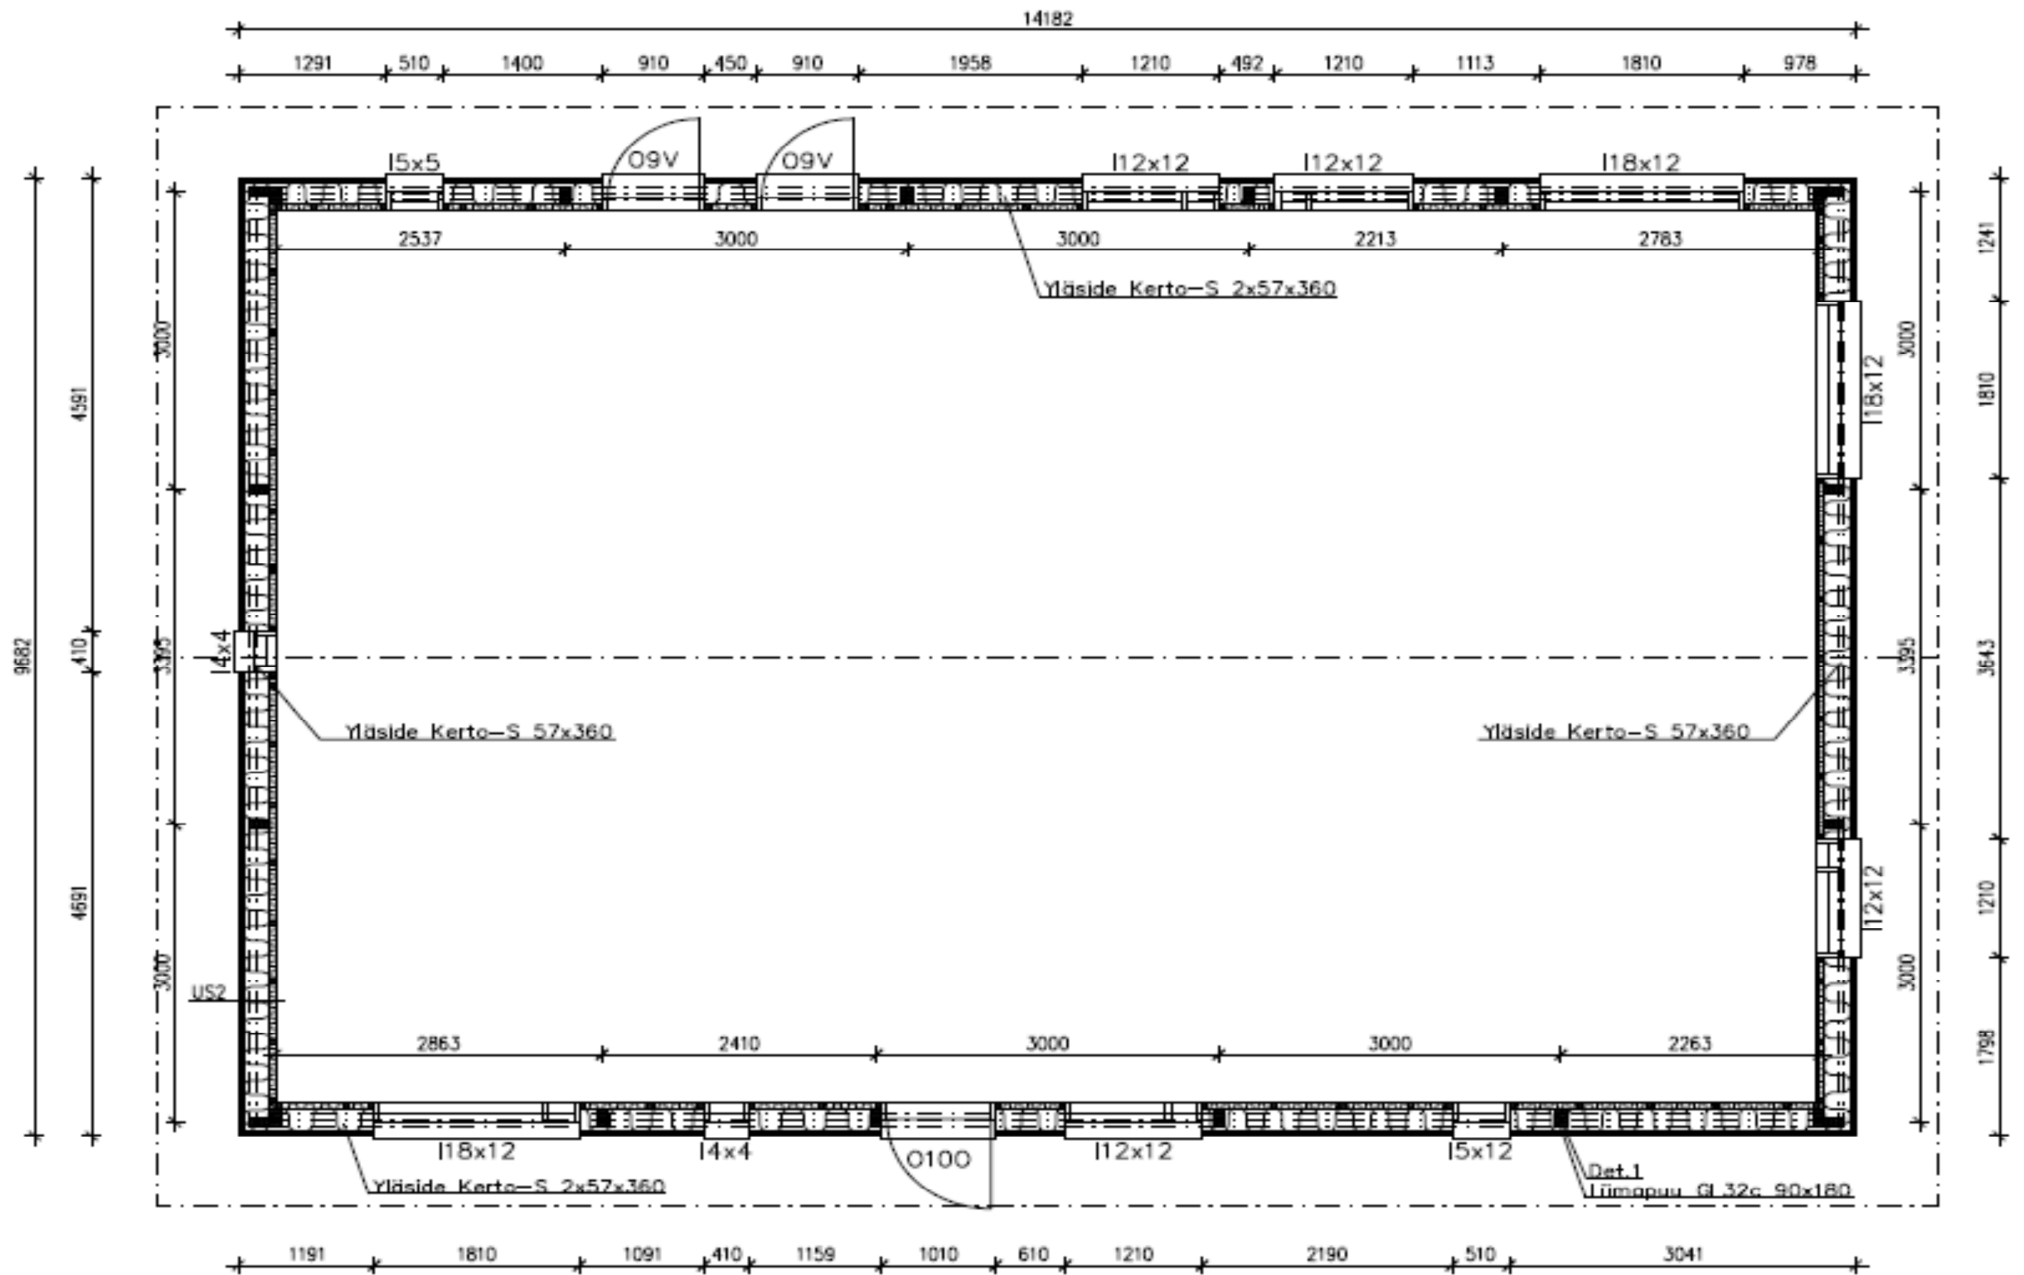 14182
1291 510 1400 910 450 910 1958 1210 492 1210 1113 1810 978
I5x5 O9V O9V I12x12 I12x12 I18x12
2537 3000 3000 2213 2783
Yläside Kerto-S 2x57x360
1241
3000
3000
4591
1810
I18x12
9682
410
3395
I4x4
3395
3643
Yläside Kerto-S 57x360
Yläside Kerto-S 57x360
4691
I12x12
1210
3000
3000
US2
1798
2863 2410 3000 3000 2263
I18x12 I4x4 O10O I12x12 I5x12
Yläside Kerto-S 2x57x360
Det.1
Liimapuu GL32c 90x180
1191 1810 1091 410 1159 1010 610 1210 2190 510 3041